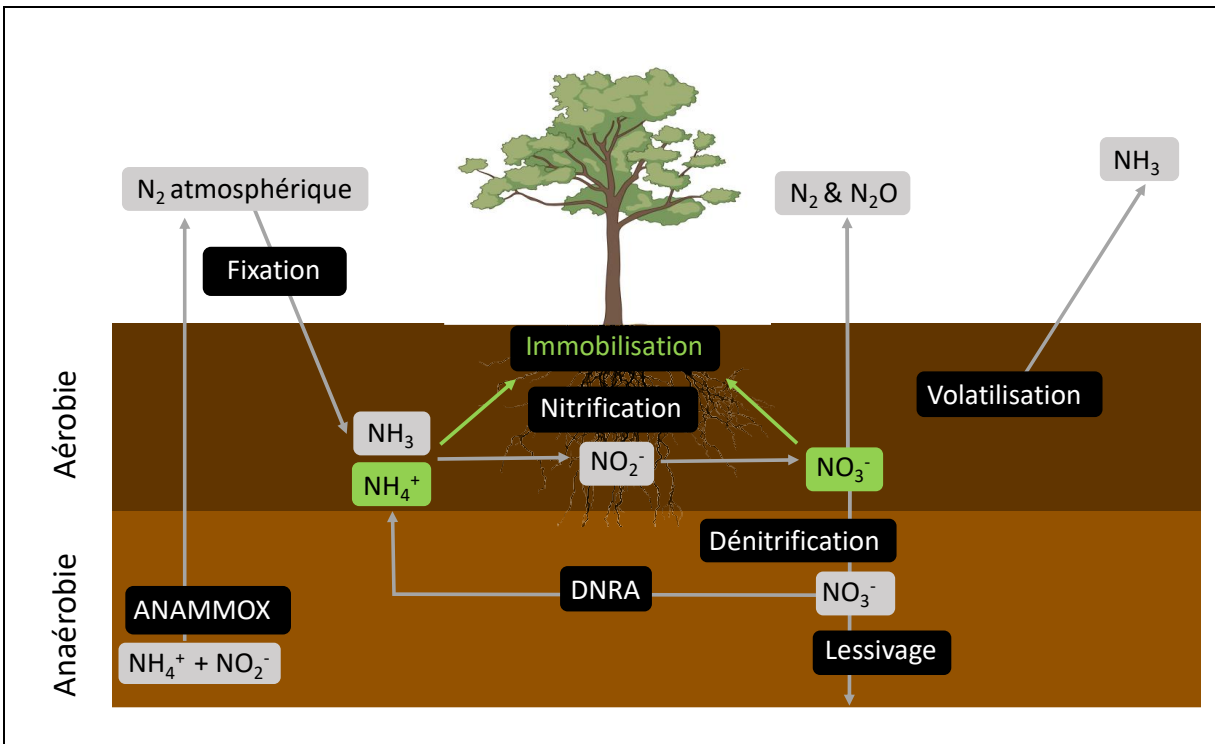 NH₃
N₂ atmosphérique
N₂ & N₂O
Fixation
Immobilisation
Aérobie
Volatilisation
Nitrification
NH₃
NO₂⁻
NO₃⁻
NH₄⁺
Dénitrification
Anaérobie
DNRA
NO₃⁻
ANAMMOX
Lessivage
NH₄⁺ + NO₂⁻